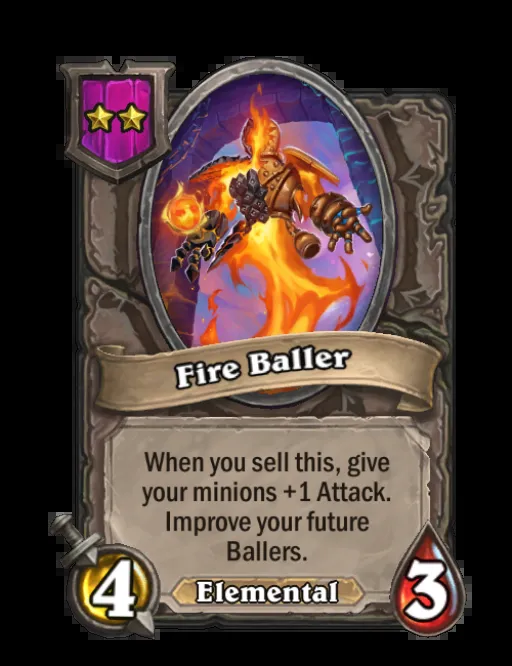 Fire Baller
When you sell this, give
your minions +1 Attack.
Improve your future
Ballers.
4
Elemental
3